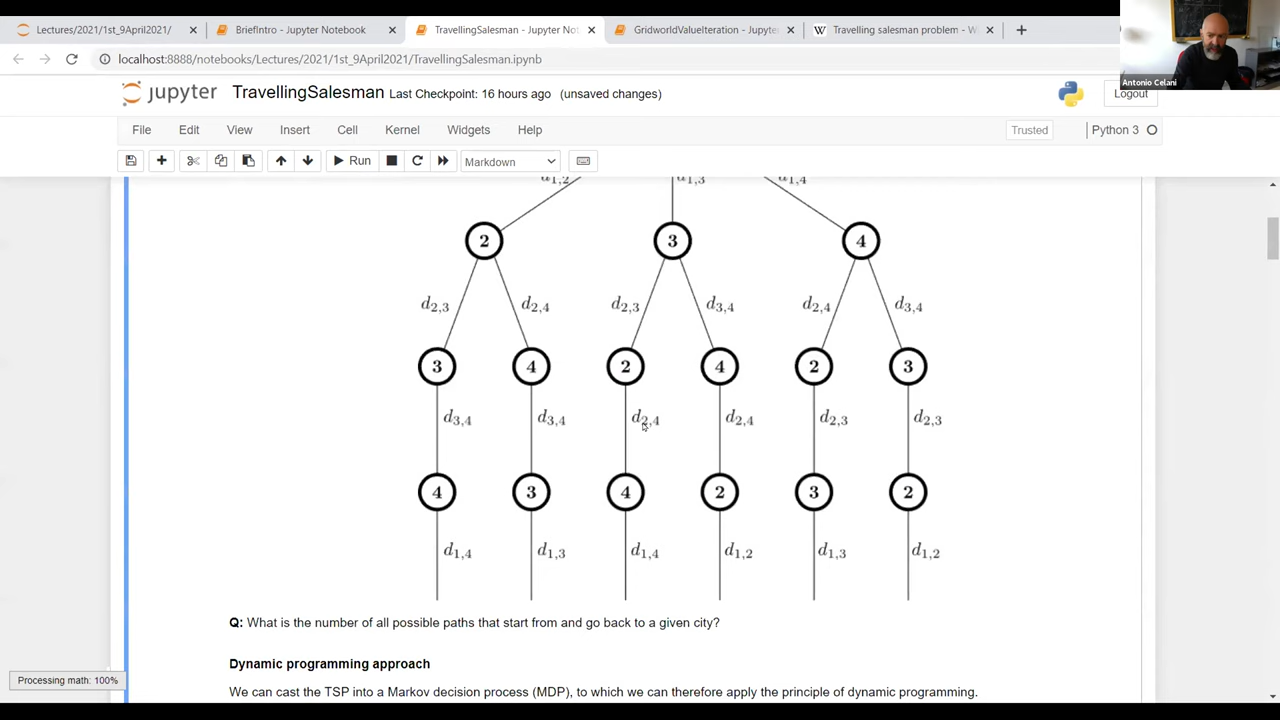 Lectures/2021/1st_9April2021/
BriefIntro - Jupyter Notebook
TravellingSalesman - Jupyter Not
GridworldValueIteration - Jupyte
Travelling salesman problem - W
localhost:8888/notebooks/Lectures/2021/1st_9April2021/TravellingSalesman.ipynb
Antonio Celani
jupyter TravellingSalesman Last Checkpoint: 16 hours ago (unsaved changes)
Logout
File Edit View Insert Cell Kernel Widgets Help
Trusted
Python 3
Run
Markdown
d1,2 d1,3 d1,4
2 3 4
d2,3 d2,4 d2,3 d3,4 d2,4 d3,4
3 4 2 4 2 3
d3,4 d3,4 d2,4 d2,4 d2,3 d2,3
4 3 4 2 3 2
d1,4 d1,3 d1,4 d1,2 d1,3 d1,2
Q: What is the number of all possible paths that start from and go back to a given city?
Dynamic programming approach
Processing math: 100%
We can cast the TSP into a Markov decision process (MDP), to which we can therefore apply the principle of dynamic programming.